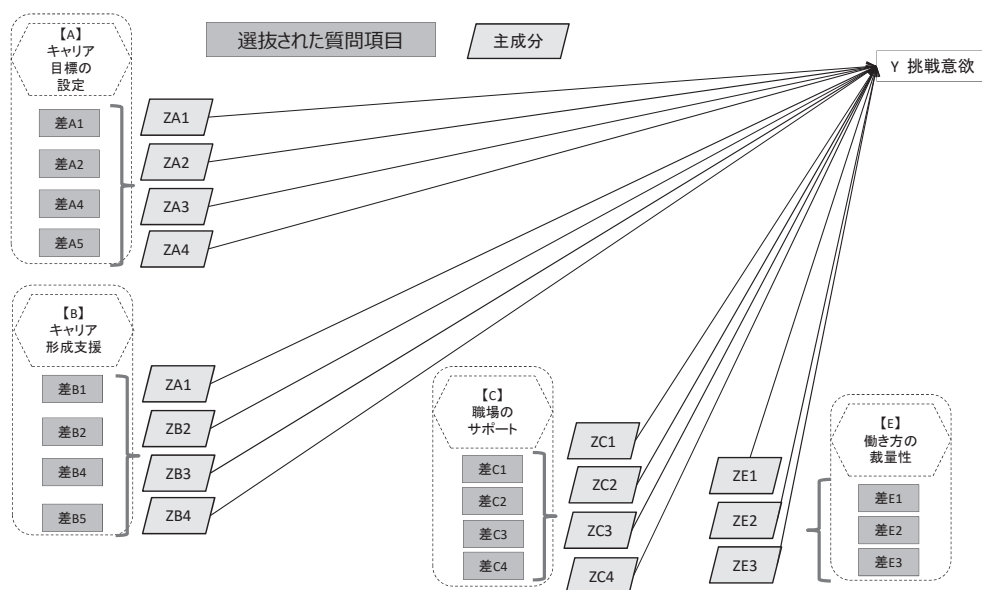 【A】
キャリア
目標の
設定
選抜された質問項目
主成分
Y 挑戦意欲
差A1
差A2
差A4
差A5
ZA1
ZA2
ZA3
ZA4
【B】
キャリア
形成支援
差B1
差B2
差B4
差B5
ZA1
ZB2
ZB3
ZB4
【C】
職場の
サポート
差C1
差C2
差C3
差C4
ZC1
ZC2
ZC3
ZC4
ZE1
ZE2
ZE3
【E】
働き方の
裁量性
差E1
差E2
差E3